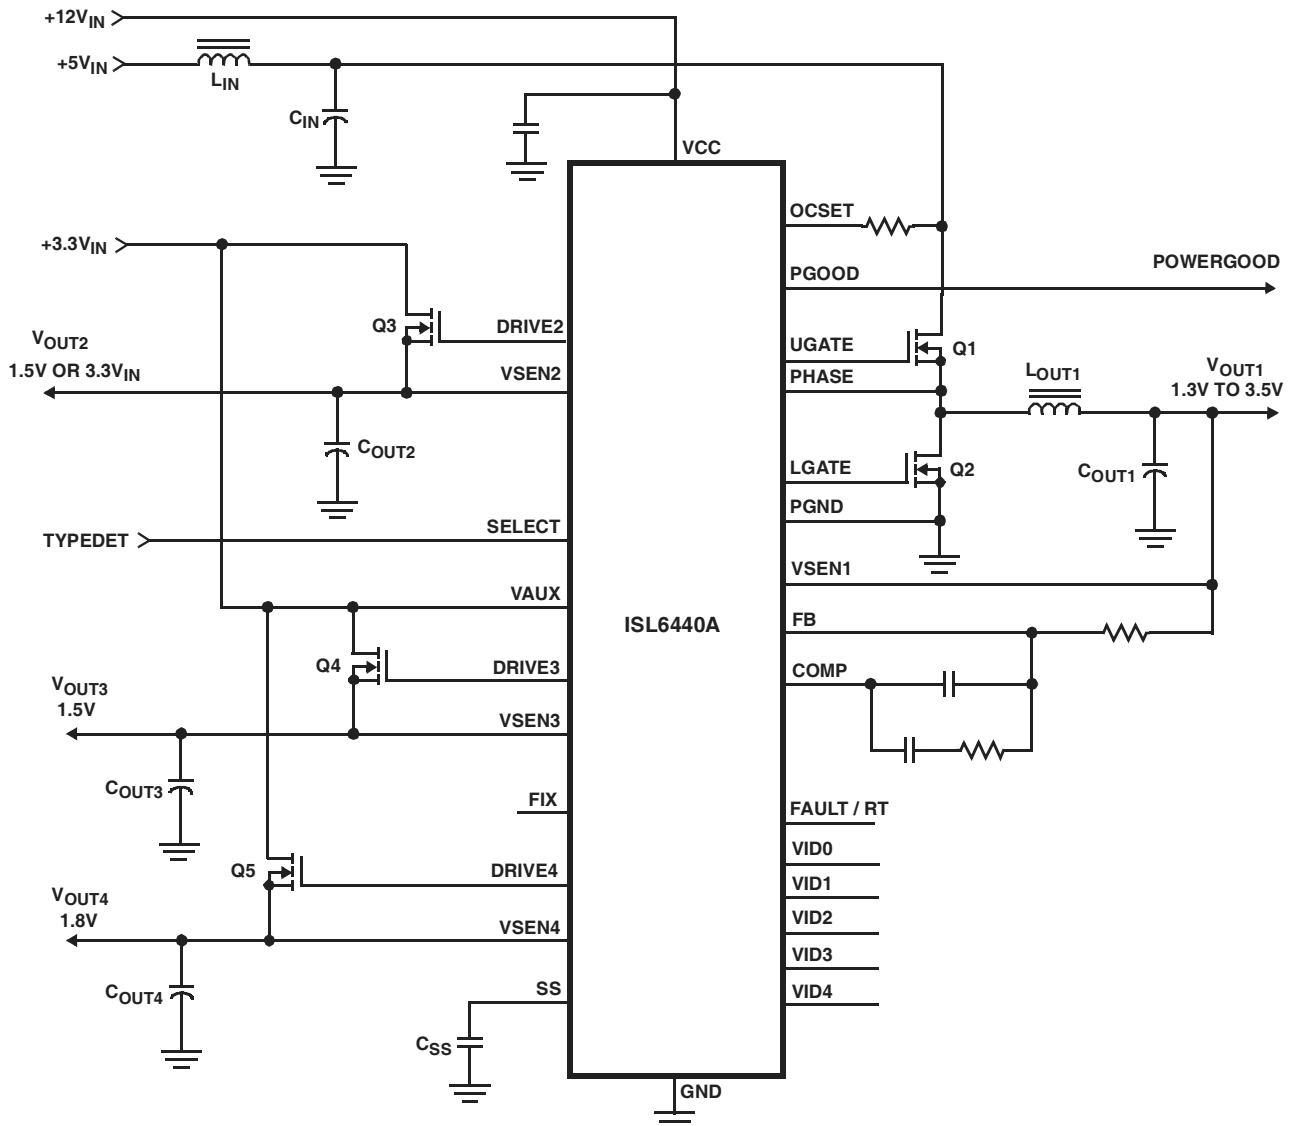 +12VIN
+5VIN
LIN
CIN
VCC
+3.3VIN
Q3
DRIVE2
VOUT2
1.5V OR 3.3VIN
VSEN2
COUT2
TYPEDET
SELECT
VAUX
Q4
DRIVE3
VOUT3
1.5V
VSEN3
COUT3
FIX
Q5
DRIVE4
VOUT4
1.8V
VSEN4
COUT4
SS
CSS
GND
ISL6440A
OCSET
PGOOD
POWERGOOD
UGATE
Q1
PHASE
LOUT1
VOUT1
1.3V TO 3.5V
LGATE
Q2
COUT1
PGND
VSEN1
FB
COMP
FAULT / RT
VID0
VID1
VID2
VID3
VID4